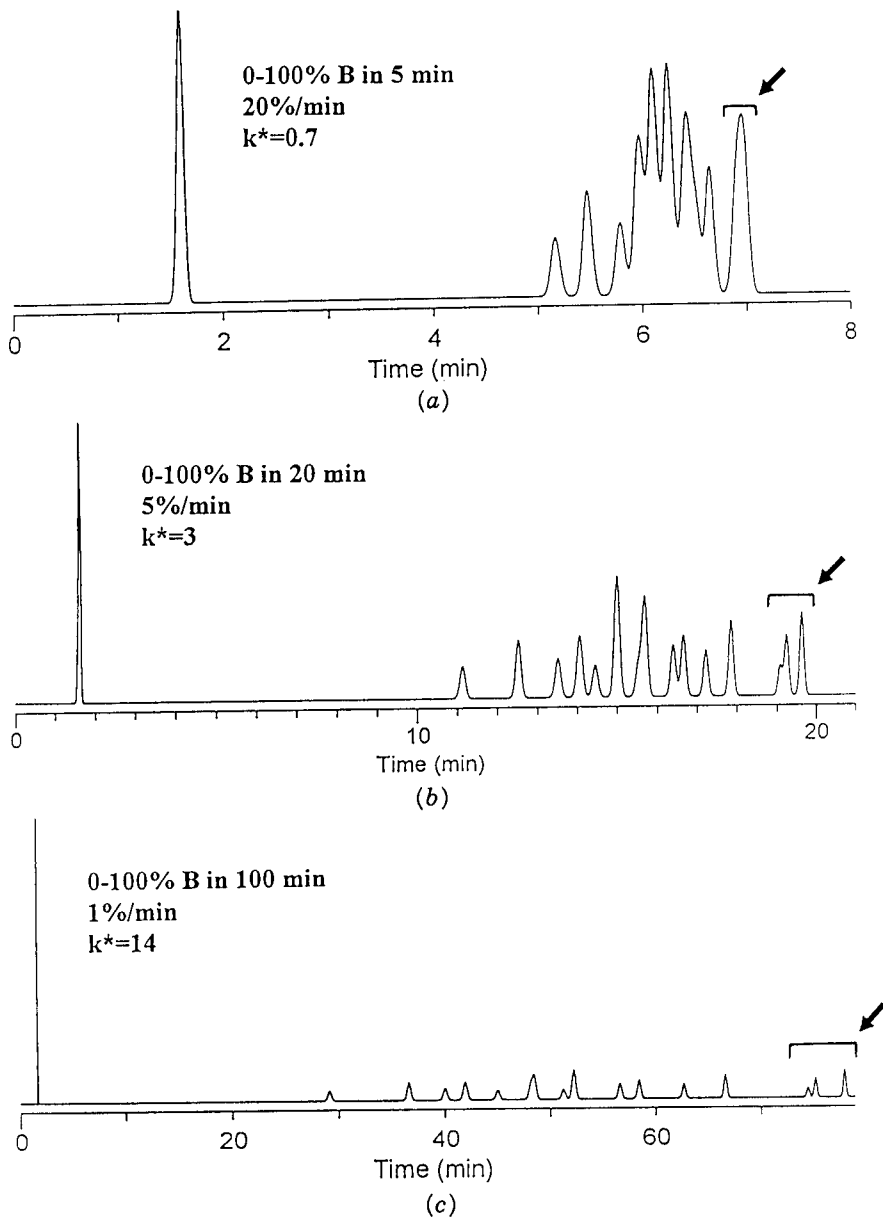 0-100% B in 5 min
20%/min
k*=0.7
0 2 4 6 8
Time (min)
(a)
0-100% B in 20 min
5%/min
k*=3
0 10 20
Time (min)
(b)
0-100% B in 100 min
1%/min
k*=14
0 20 40 60
Time (min)
(c)